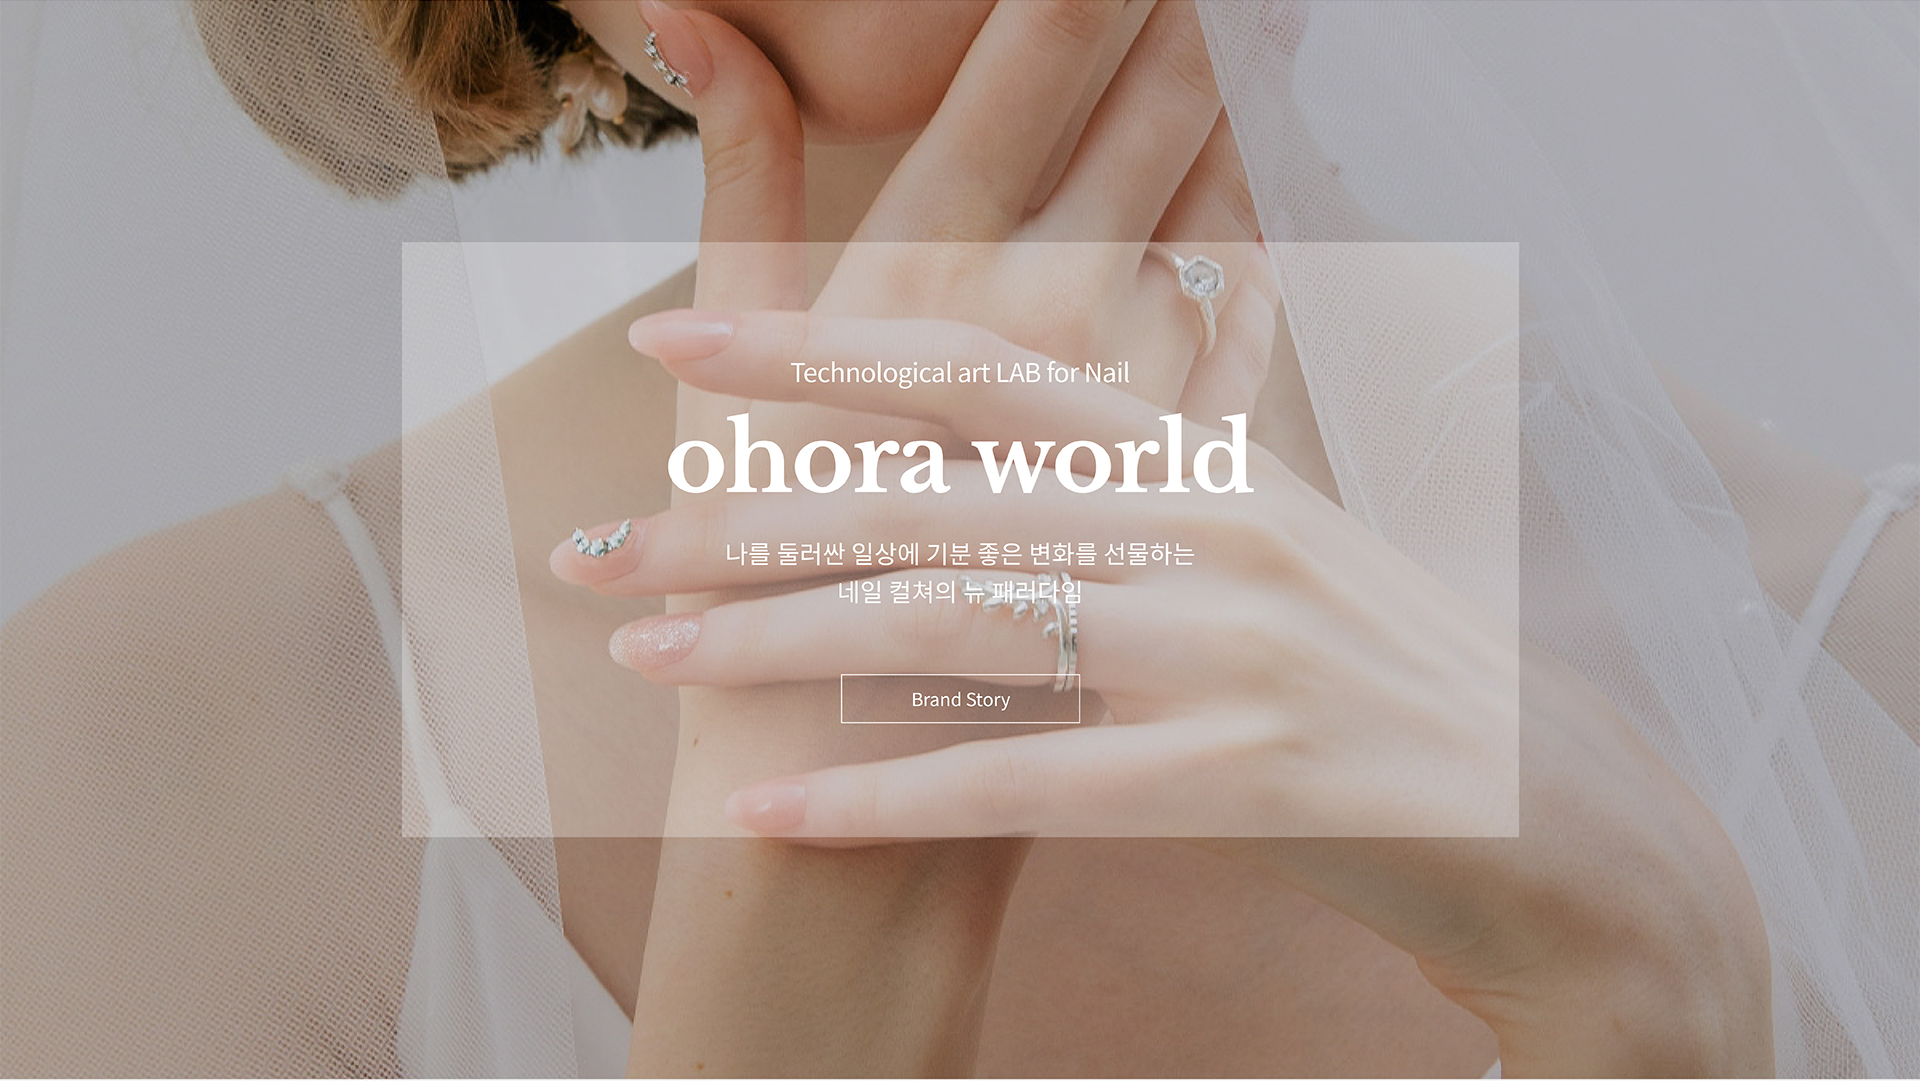 Technological art LAB for Nail
ohora world
나를 둘러싼 일상에 기분 좋은 변화를 선물하는
네일 컬쳐의 뉴 패러다임
Brand Story